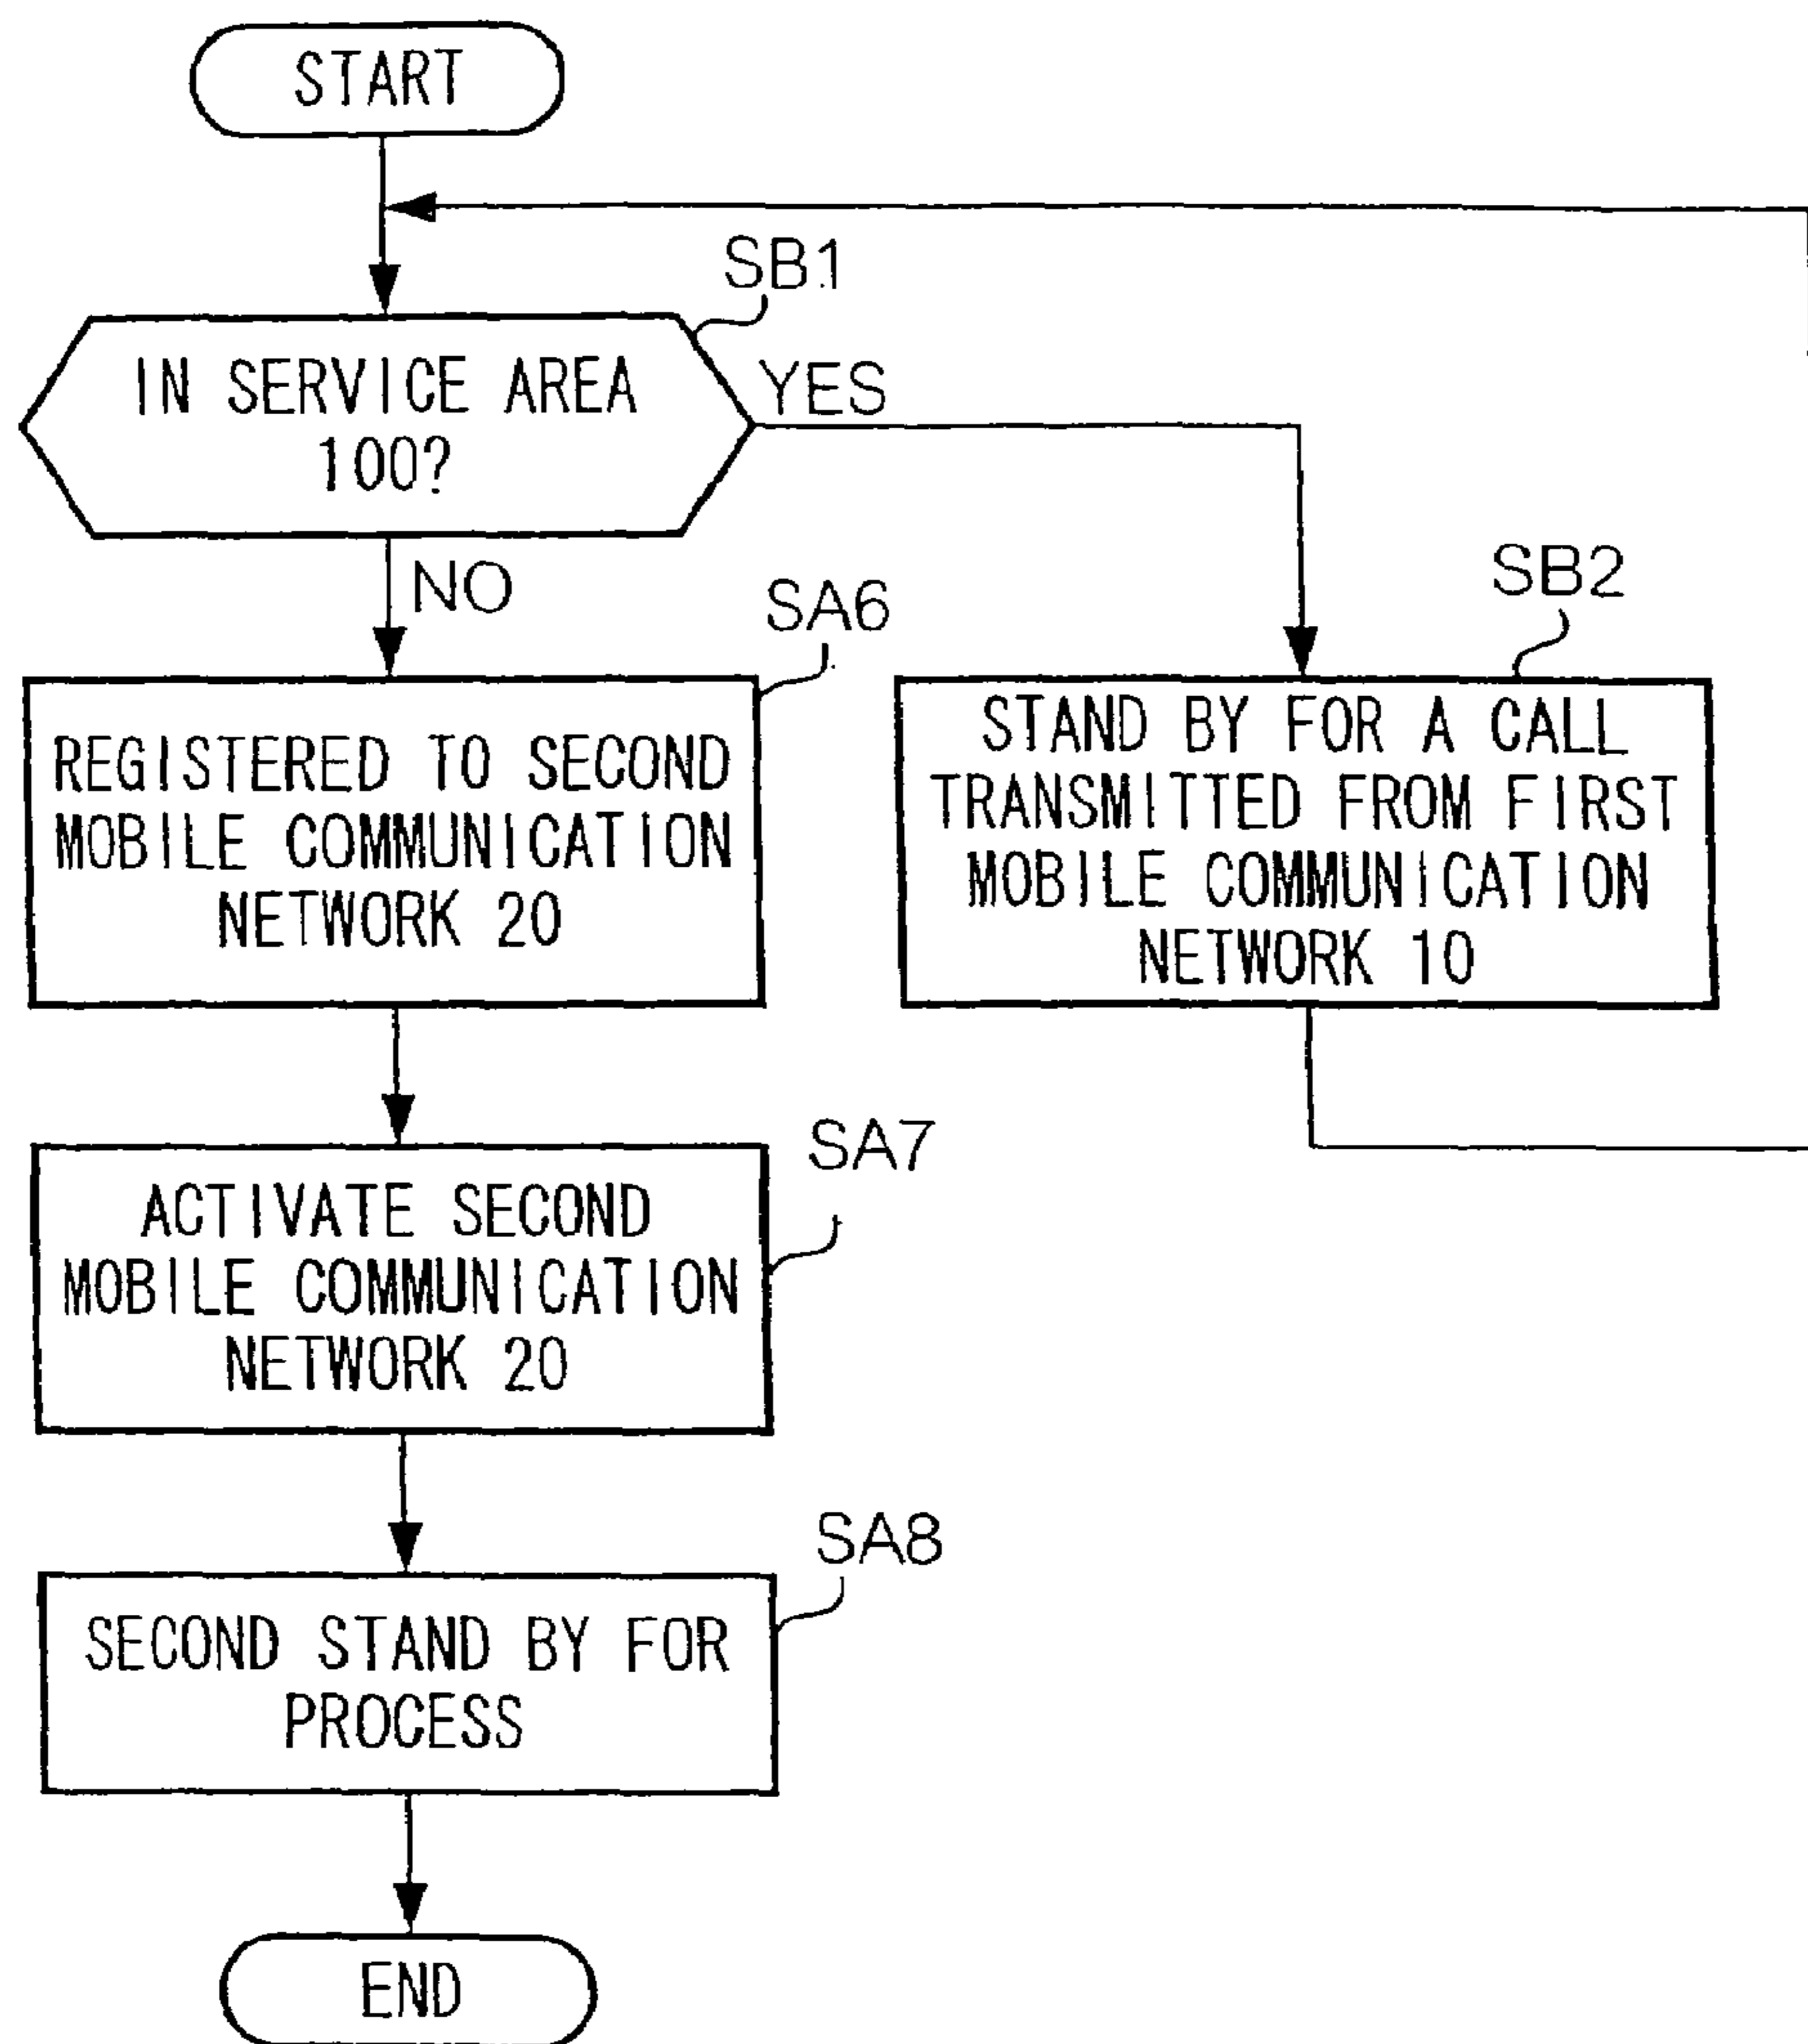 START
SB1
IN SERVICE AREA
100?
YES
NO
SA6
REGISTERED TO SECOND
MOBILE COMMUNICATION
NETWORK 20
SB2
STAND BY FOR A CALL
TRANSMITTED FROM FIRST
MOBILE COMMUNICATION
NETWORK 10
SA7
ACTIVATE SECOND
MOBILE COMMUNICATION
NETWORK 20
SA8
SECOND STAND BY FOR
PROCESS
END